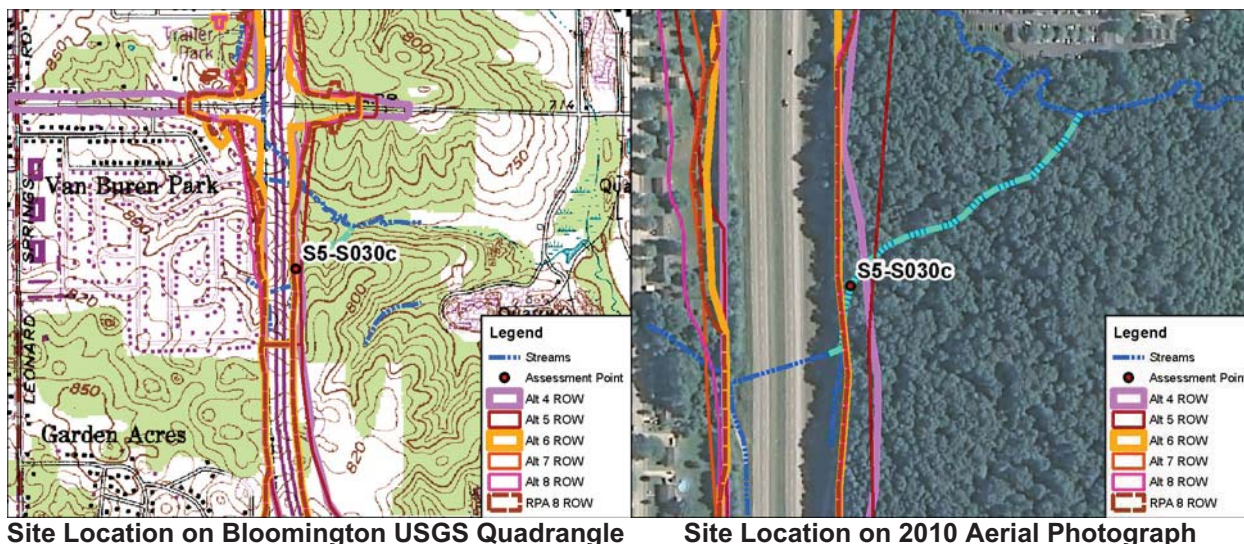 850
RD
Trailer
Park
800
714
750
Van Buren Park
890
SPRINGS
S5-S030c
820
800
LEONARD
850
Garden Acres
820
Legend
Streams
Assessment Point
Alt 4 ROW
Alt 5 ROW
Alt 6 ROW
Alt 7 ROW
Alt 8 ROW
RPA 8 ROW
Site Location on Bloomington USGS Quadrangle
S5-S030c
Legend
Streams
Assessment Point
Alt 4 ROW
Alt 5 ROW
Alt 6 ROW
Alt 7 ROW
Alt 8 ROW
RPA 8 ROW
Site Location on 2010 Aerial Photograph